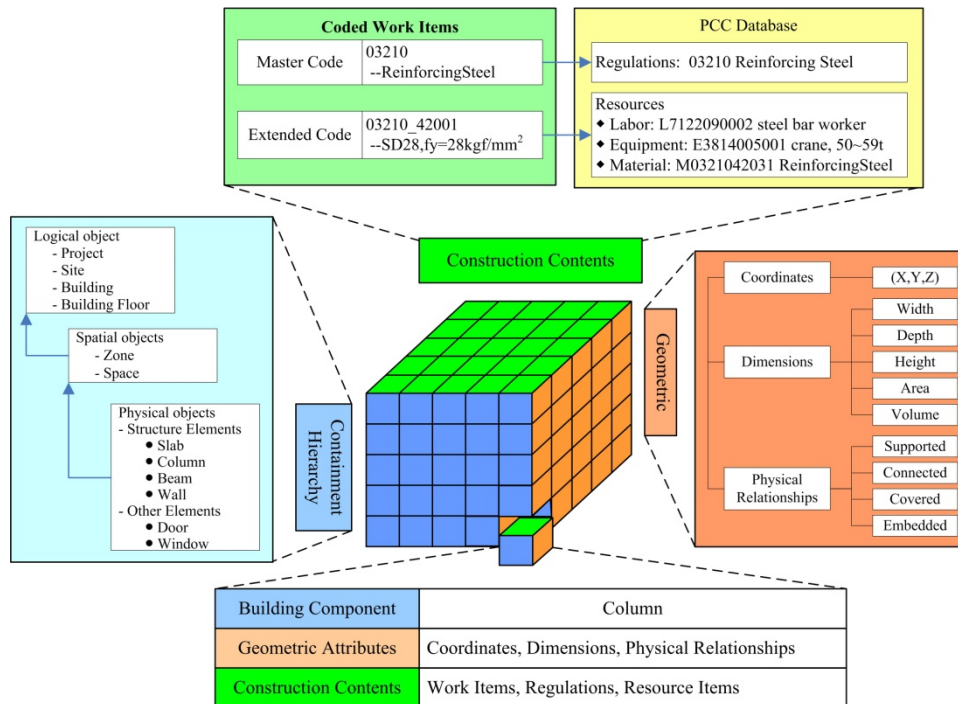 Coded Work Items
Master Code
03210
--ReinforcingSteel
Extended Code
03210_42001
--SD28,fy=28kgf/mm²
PCC Database
Regulations: 03210 Reinforcing Steel
Resources
◆ Labor: L7122090002 steel bar worker
◆ Equipment: E3814005001 crane, 50~59t
◆ Material: M0321042031 ReinforcingSteel
Construction Contents
Logical object
- Project
- Site
- Building
- Building Floor
Spatial objects
- Zone
- Space
Physical objects
- Structure Elements
● Slab
● Column
● Beam
● Wall
- Other Elements
● Door
● Window
Containment
Hierarchy
Geometric
Coordinates
(X,Y,Z)
Dimensions
Width
Depth
Height
Area
Volume
Physical
Relationships
Supported
Connected
Covered
Embedded
Building Component
Column
Geometric Attributes
Coordinates, Dimensions, Physical Relationships
Construction Contents
Work Items, Regulations, Resource Items